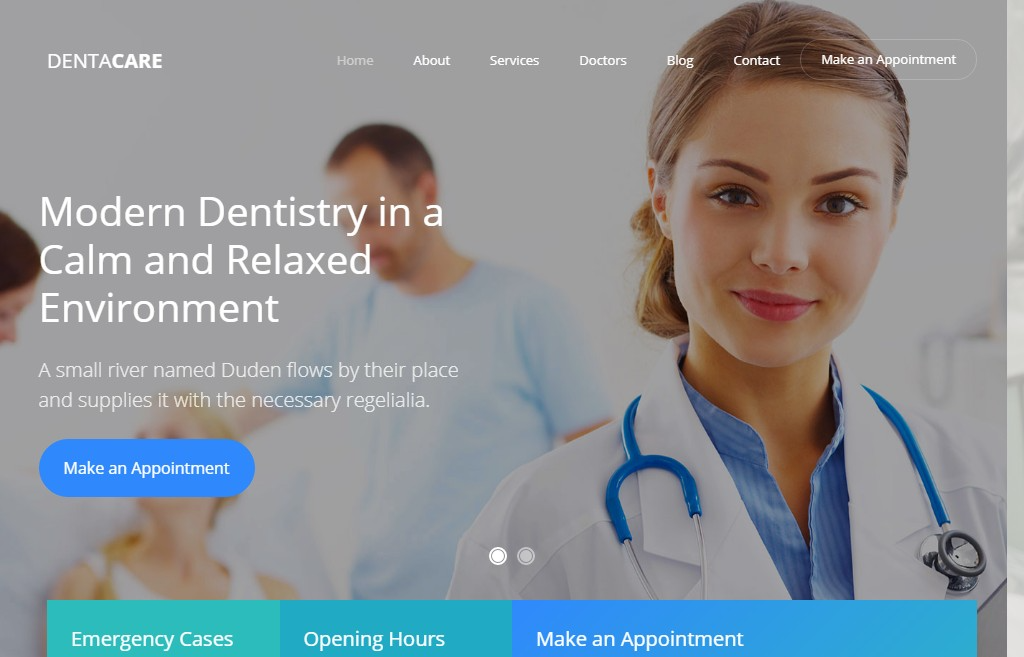 DENTACARE
Home
About
Services
Doctors
Blog
Contact
Make an Appointment
Modern Dentistry in a
Calm and Relaxed
Environment
A small river named Duden flows by their place
and supplies it with the necessary regelialia.
Make an Appointment
Emergency Cases
Opening Hours
Make an Appointment